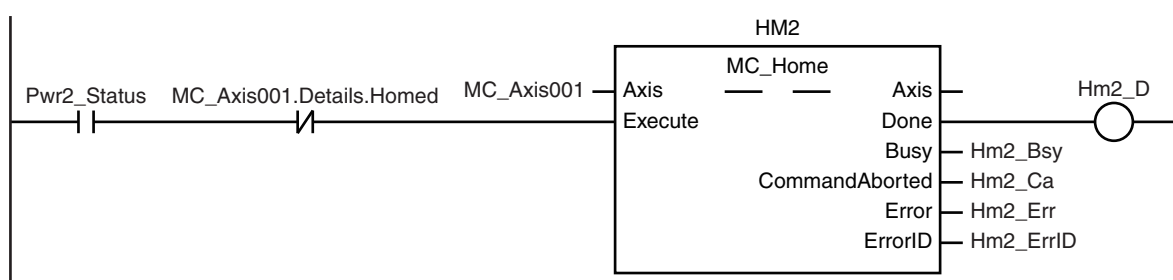 HM2
MC_Home
Pwr2_Status MC_Axis001.Details.Homed MC_Axis001 Axis Axis Hm2_D
Execute Done
Busy Hm2_Bsy
CommandAborted Hm2_Ca
Error Hm2_Err
ErrorID Hm2_ErrID